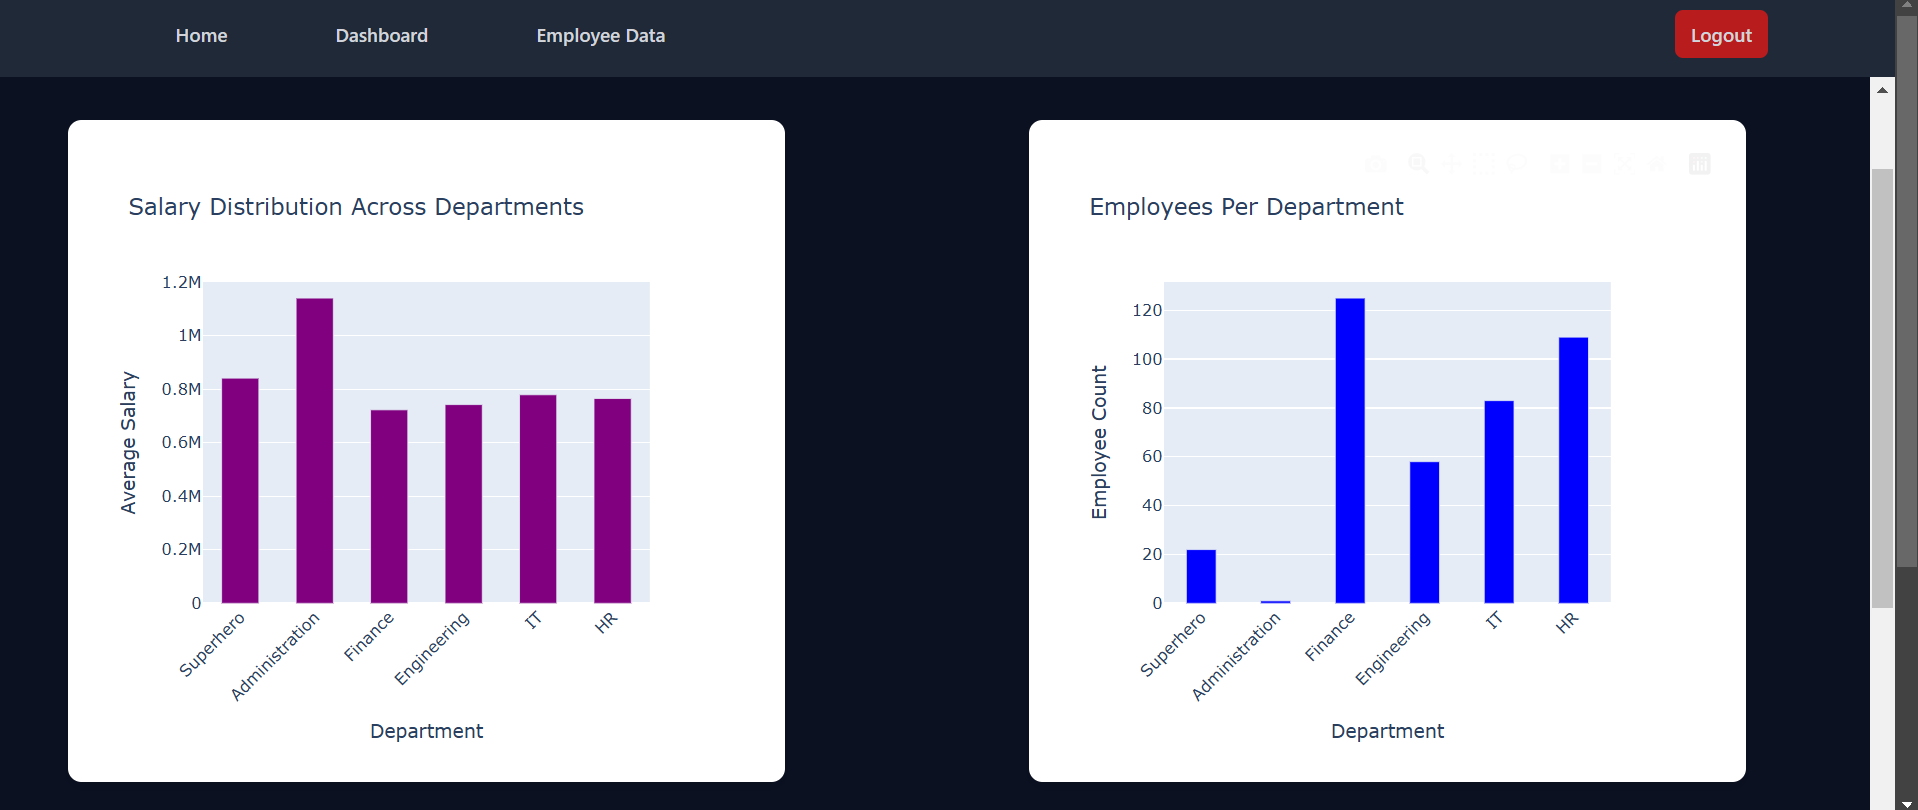 Home Dashboard Employee Data Logout
Salary Distribution Across Departments
1.2M
1M
0.8M
0.6M
0.4M
0.2M
0
Average Salary
Superhero
Administration
Finance
Engineering
IT
HR
Department
Employees Per Department
120
100
80
60
40
20
0
Employee Count
Superhero
Administration
Finance
Engineering
IT
HR
Department